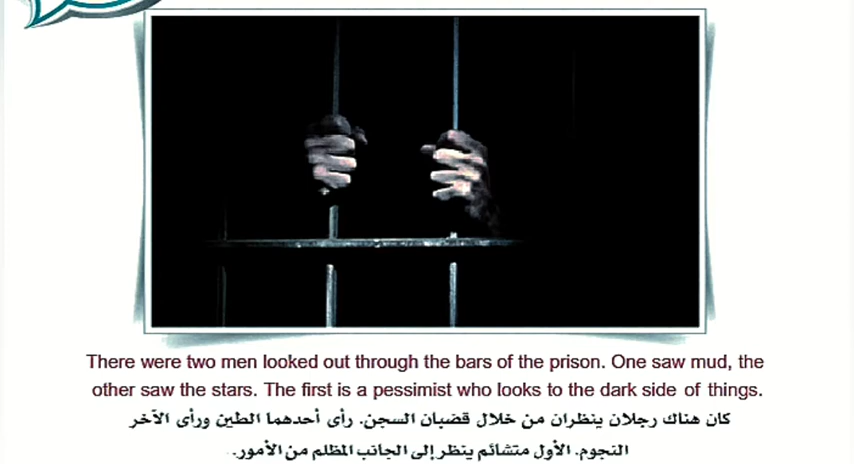 There were two men looked out through the bars of the prison. One saw mud, the
other saw the stars. The first is a pessimist who looks to the dark side of things.
كان هناك رجلان ينظران من خلال قضبان السجن. رأى أحدهما الطين ورأى الآخر
النجوم. الأول متشائم ينظر إلى الجانب المظلم من الأمور.